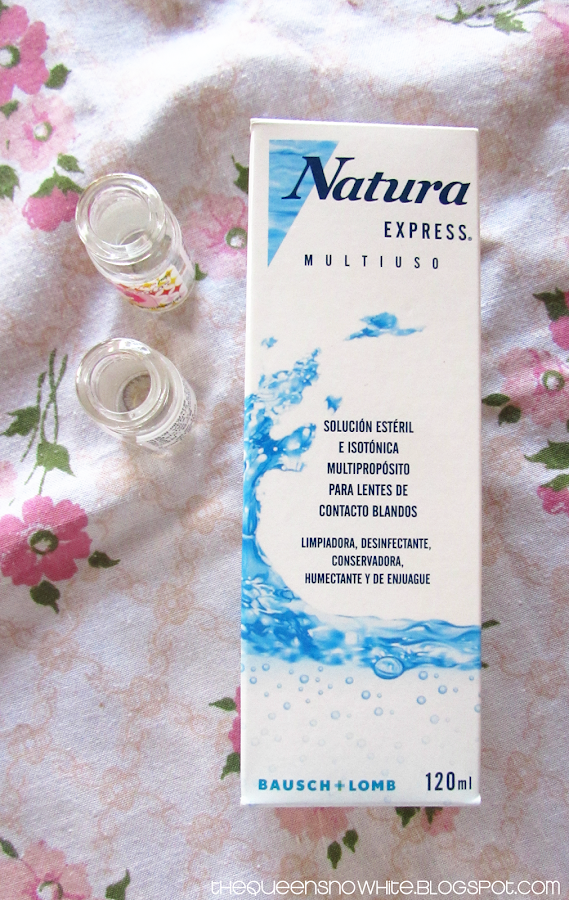 Natura
EXPRESS®
MULTIUSO
SOLUCIÓN ESTÉRIL
E ISOTÓNICA
MULTIPROPÓSITO
PARA LENTES DE
CONTACTO BLANDOS
LIMPIADORA, DESINFECTANTE,
CONSERVADORA,
HUMECTANTE Y DE ENJUAGUE
BAUSCH+LOMB 120ml
THEQUEENSNOWHITE.BLOGSPOT.COM